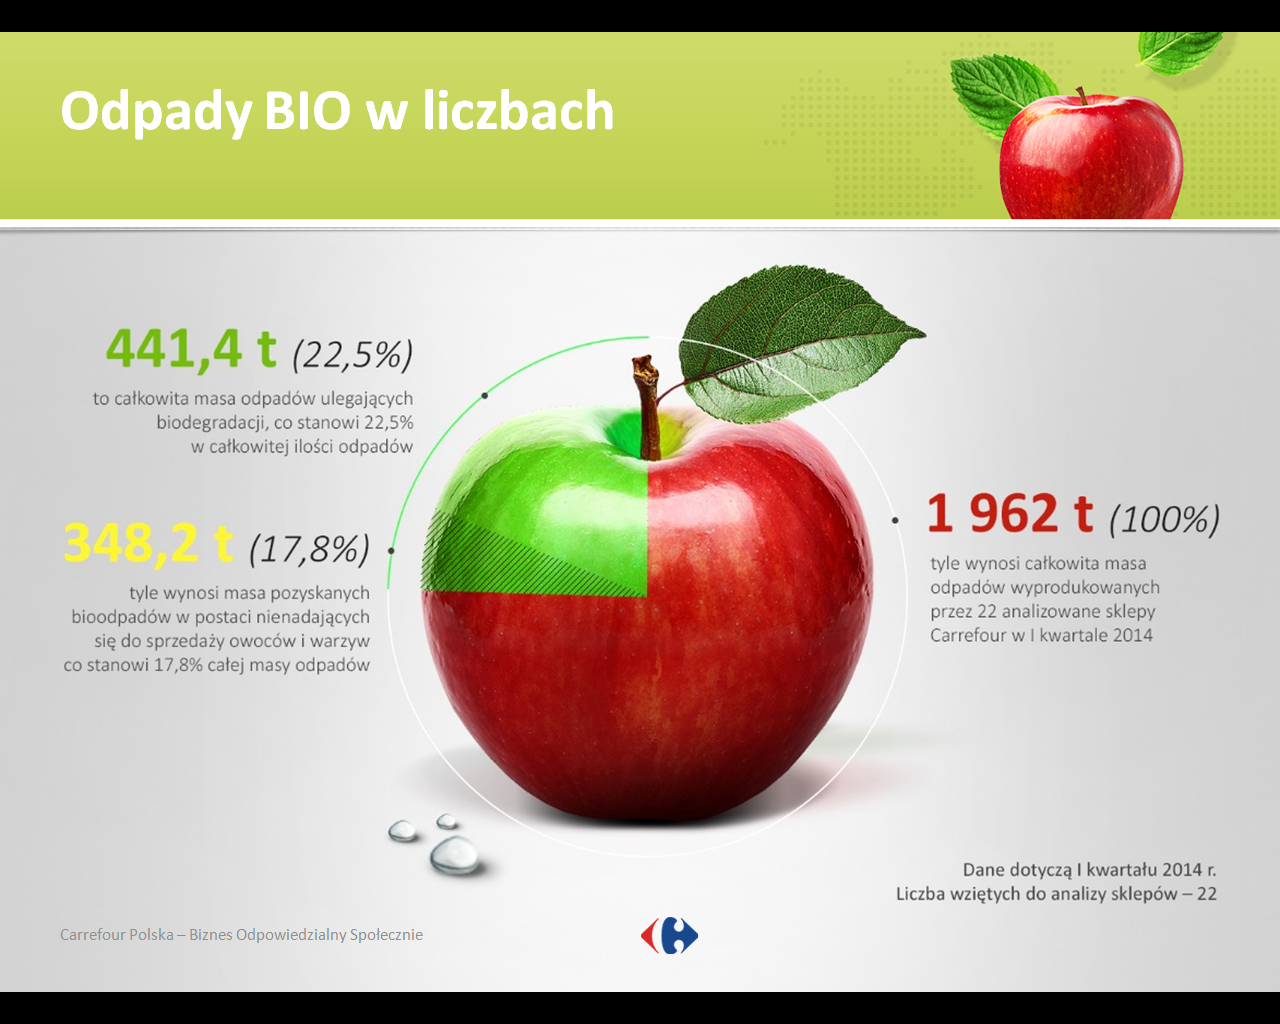 Odpady BIO w liczbach
441,4 t (22,5%)
to całkowita masa odpadów ulegających
biodegradacji, co stanowi 22,5%
w całkowitej ilości odpadów
348,2 t (17,8%)
tyle wynosi masa pozyskanych
bioodpadów w postaci nienadających
się do sprzedaży owoców i warzyw
co stanowi 17,8% całej masy odpadów
1 962 t (100%)
tyle wynosi całkowita masa
odpadów wyprodukowanych
przez 22 analizowane sklepy
Carrefour w I kwartale 2014
Dane dotyczą I kwartału 2014 r.
Liczba wziętych do analizy sklepów – 22
Carrefour Polska – Biznes Odpowiedzialny Społecznie